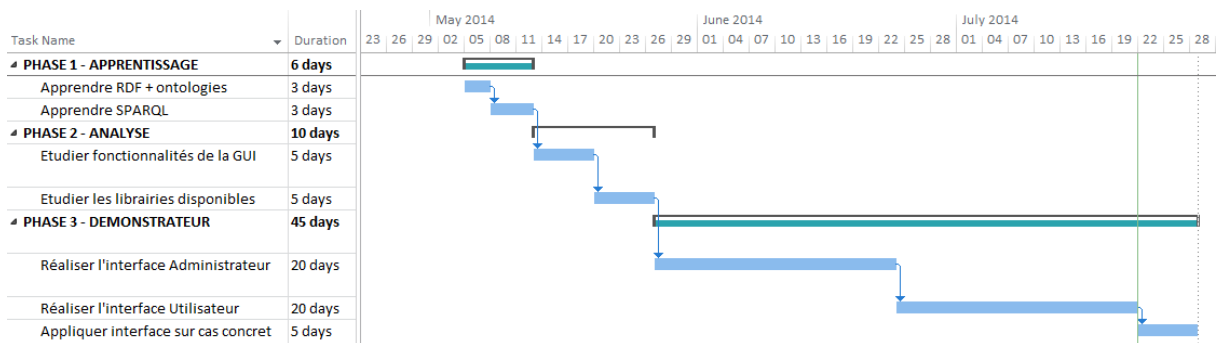 May 2014 June 2014 July 2014
Task Name Duration 23 26 29 02 05 08 11 14 17 20 23 26 29 01 04 07 10 13 16 19 22 25 28 01 04 07 10 13 16 19 22 25 28
PHASE 1 - APPRENTISSAGE 6 days
Apprendre RDF + ontologies 3 days
Apprendre SPARQL 3 days
PHASE 2 - ANALYSE 10 days
Etudier fonctionnalités de la GUI 5 days
Etudier les librairies disponibles 5 days
PHASE 3 - DEMONSTRATEUR 45 days
Réaliser l'interface Administrateur 20 days
Réaliser l'interface Utilisateur 20 days
Appliquer interface sur cas concret 5 days